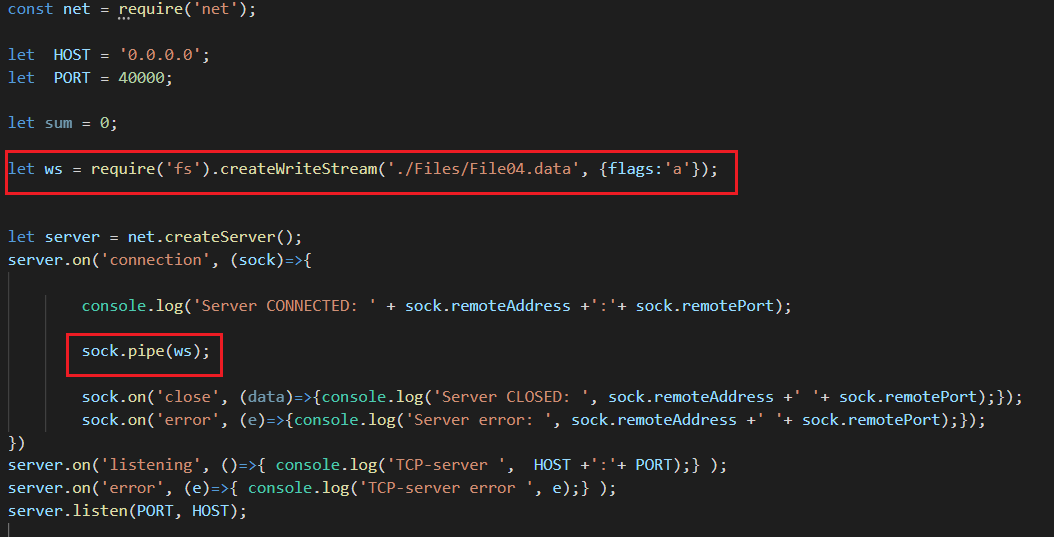 const net = require('net');
let  HOST = '0.0.0.0';
let  PORT = 40000;
let sum = 0;
let ws = require('fs').createWriteStream('./Files/File04.data', {flags:'a'});
let server = net.createServer();
server.on('connection', (sock)=>{
console.log('Server CONNECTED: ' + sock.remoteAddress +':'+ sock.remotePort);
sock.pipe(ws);
sock.on('close', (data)=>{console.log('Server CLOSED: ', sock.remoteAddress +' '+ sock.remotePort);});
sock.on('error', (e)=>{console.log('Server error: ', sock.remoteAddress +' '+ sock.remotePort);});
})
server.on('listening', ()=>{ console.log('TCP-server ',  HOST +':'+ PORT);} );
server.on('error', (e)=>{ console.log('TCP-server error ', e);} );
server.listen(PORT, HOST);